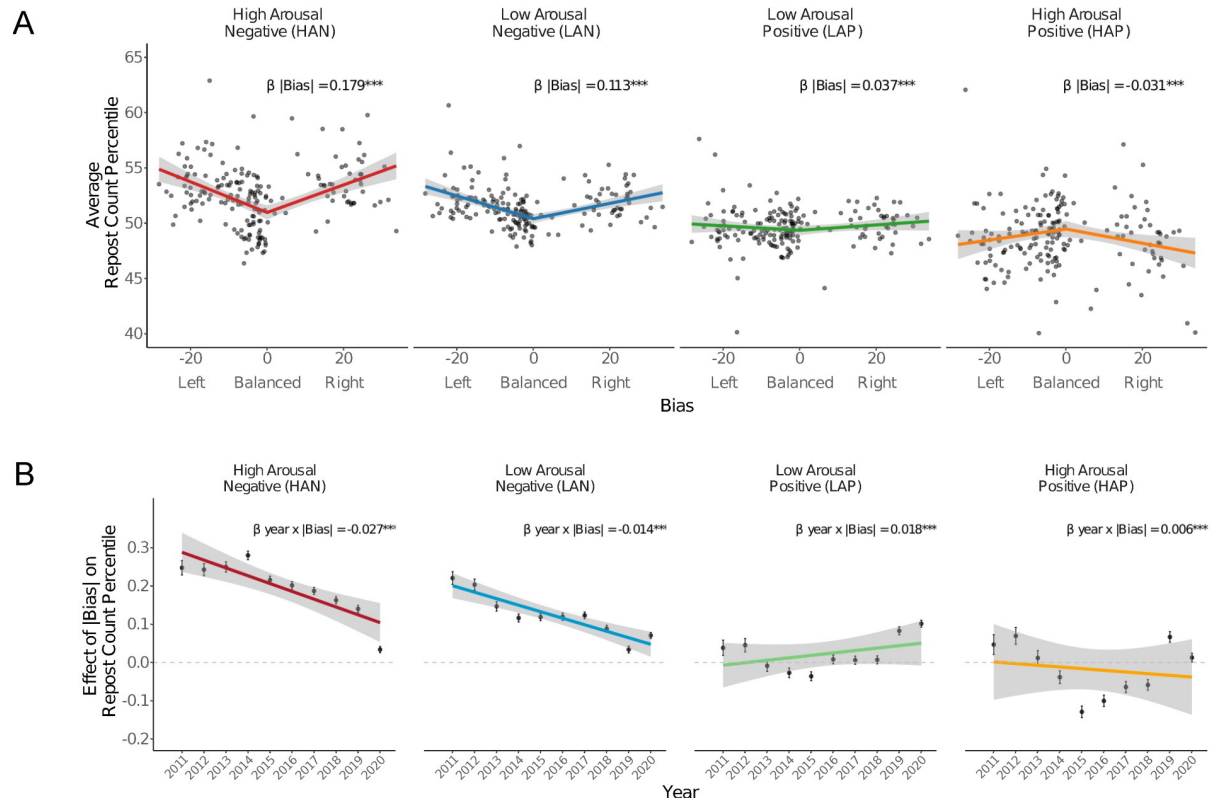 A
High Arousal
Negative (HAN)
Low Arousal
Negative (LAN)
Low Arousal
Positive (LAP)
High Arousal
Positive (HAP)
β |Bias| = 0.179***
β |Bias| = 0.113***
β |Bias| = 0.037***
β |Bias| = -0.031***
Average
Repost Count Percentile
65
60
55
50
45
40
-20 0 20
-20 0 20
-20 0 20
-20 0 20
Left Balanced Right
Left Balanced Right
Left Balanced Right
Left Balanced Right
Bias
B
High Arousal
Negative (HAN)
Low Arousal
Negative (LAN)
Low Arousal
Positive (LAP)
High Arousal
Positive (HAP)
β year x |Bias| = -0.027***
β year x |Bias| = -0.014***
β year x |Bias| = 0.018***
β year x |Bias| = 0.006***
Effect of |Bias| on
Repost Count Percentile
0.3
0.2
0.1
0.0
-0.1
-0.2
2011 2012 2013 2014 2015 2016 2017 2018 2019 2020
2011 2012 2013 2014 2015 2016 2017 2018 2019 2020
2011 2012 2013 2014 2015 2016 2017 2018 2019 2020
2011 2012 2013 2014 2015 2016 2017 2018 2019 2020
Year